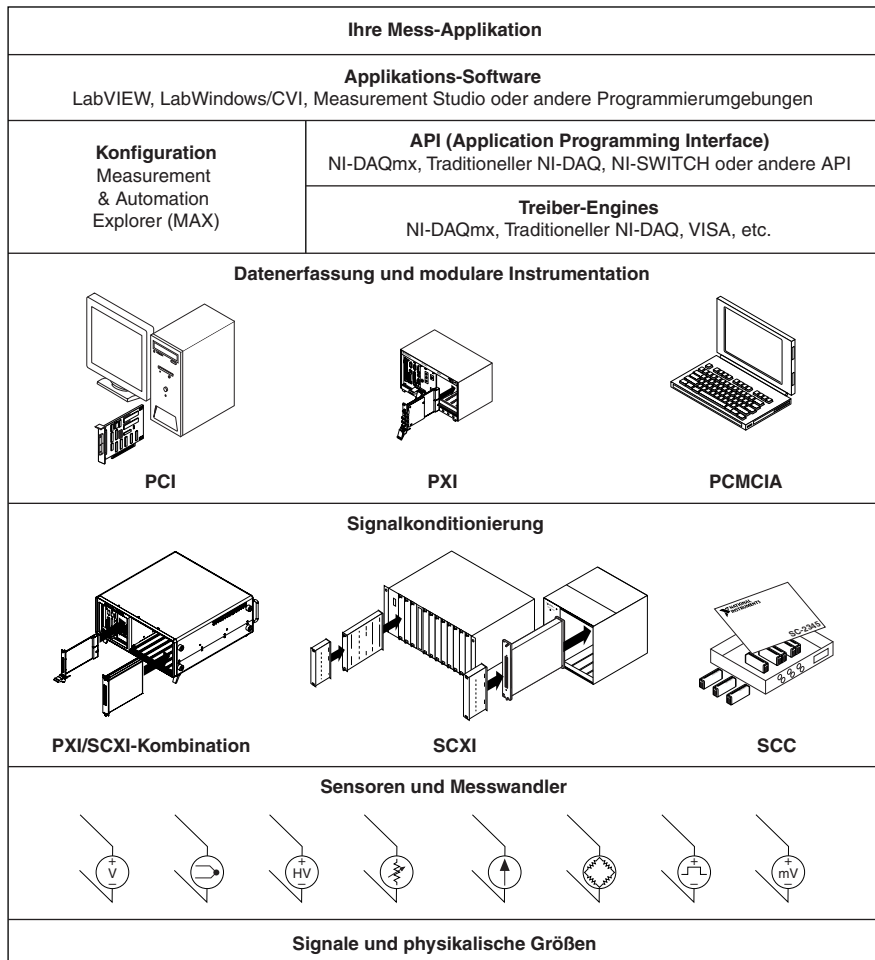 Ihre Mess-Applikation
Applikations-Software
LabVIEW, LabWindows/CVI, Measurement Studio oder andere Programmierumgebungen
Konfiguration
Measurement
& Automation
Explorer (MAX)
API (Application Programming Interface)
NI-DAQmx, Traditioneller NI-DAQ, NI-SWITCH oder andere API
Treiber-Engines
NI-DAQmx, Traditioneller NI-DAQ, VISA, etc.
Datenerfassung und modulare Instrumentation
PCI
PXI
PCMCIA
Signalkonditionierung
NATIONAL
INSTRUMENTS
SC-2345
PXI/SCXI-Kombination
SCXI
SCC
Sensoren und Messwandler
+
V
–
+
HV
–
+
–
+
mV
–
Signale und physikalische Größen